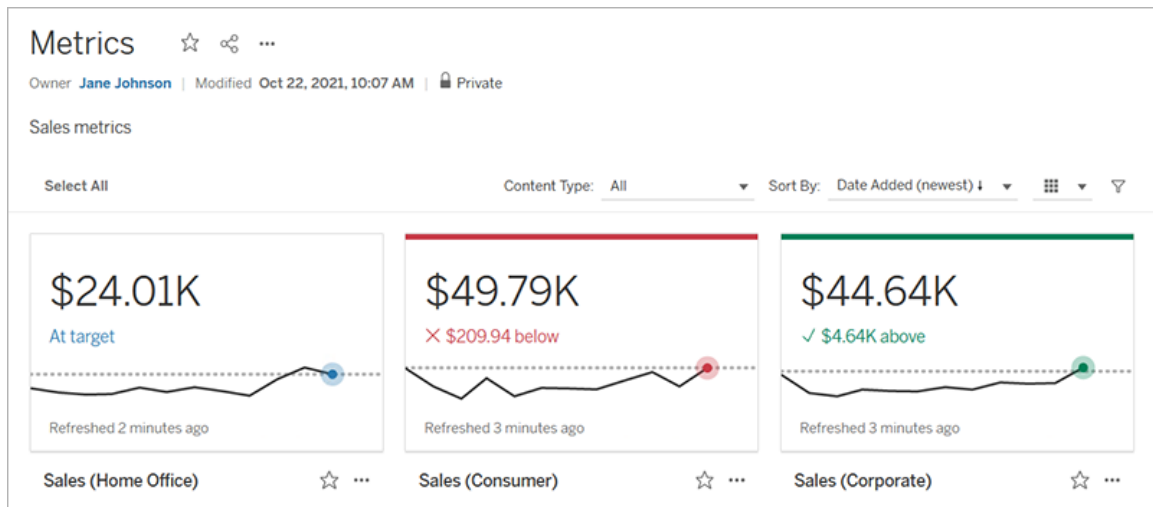 Metrics
Owner Jane Johnson | Modified Oct 22, 2021, 10:07 AM | Private
Sales metrics
Select All Content Type: All Sort By: Date Added (newest) ↓
$24.01K $49.79K $44.64K
At target × $209.94 below ✓ $4.64K above
Refreshed 2 minutes ago Refreshed 3 minutes ago Refreshed 3 minutes ago
Sales (Home Office) Sales (Consumer) Sales (Corporate)